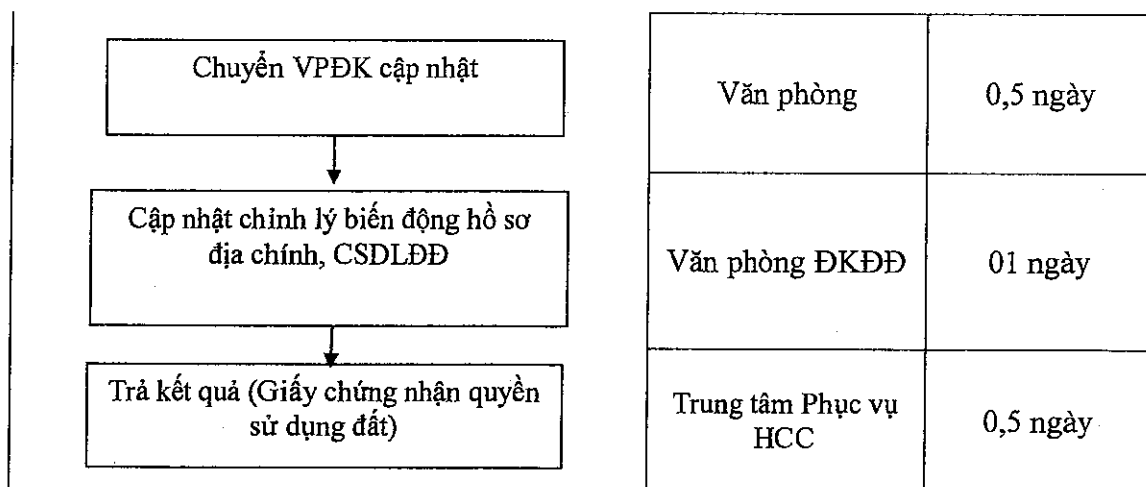 Chuyển VPĐK cập nhật
Văn phòng
0,5 ngày
Cập nhật chỉnh lý biến động hồ sơ
địa chính, CSDLĐĐ
Văn phòng ĐKĐĐ
01 ngày
Trả kết quả (Giấy chứng nhận quyền
sử dụng đất)
Trung tâm Phục vụ
HCC
0,5 ngày